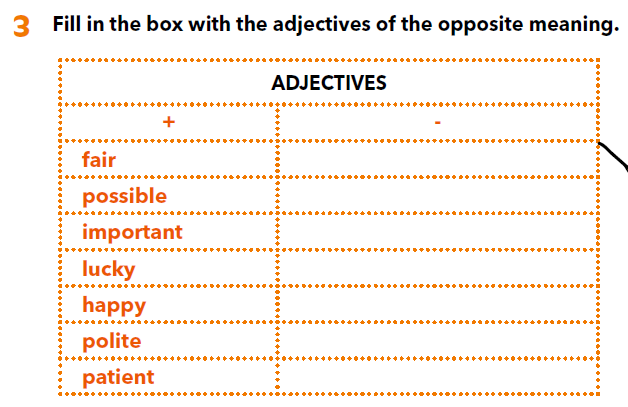 3 Fill in the box with the adjectives of the opposite meaning.
ADJECTIVES
+ -
fair
possible
important
lucky
happy
polite
patient